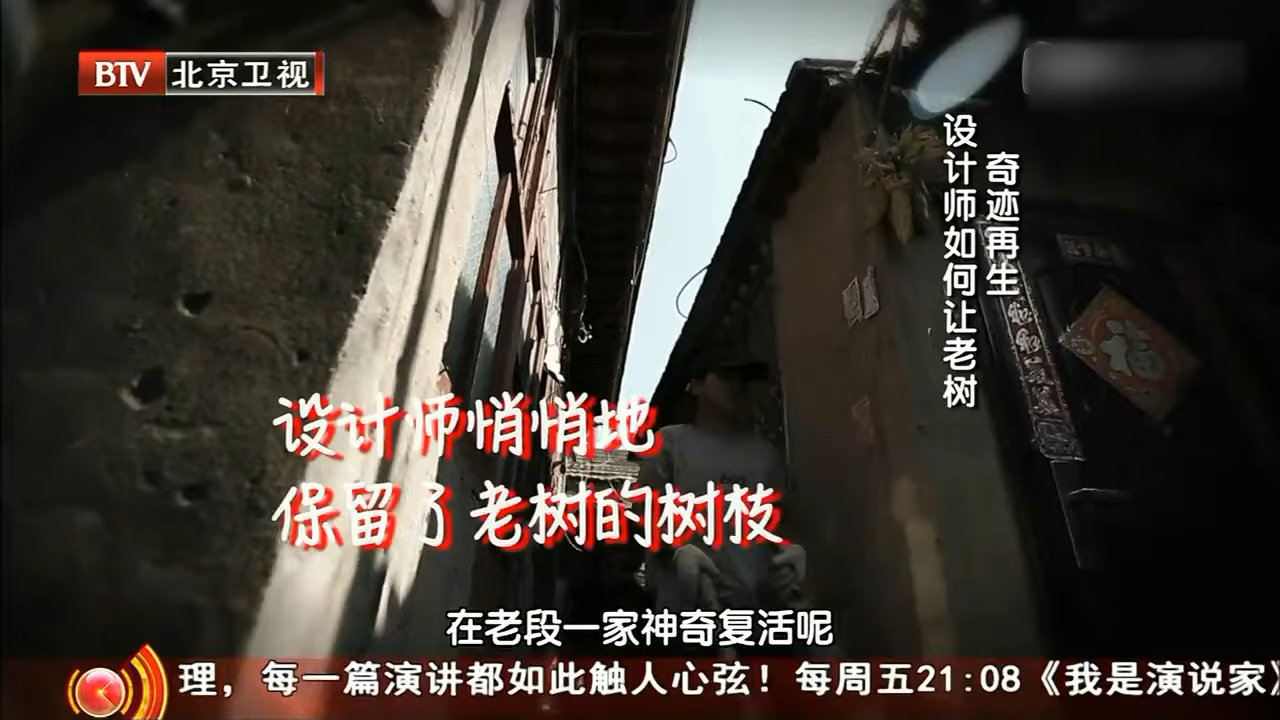 BTV 北京卫视
设计师如何让老树
奇迹再生
福
设计师悄悄地
保留了老树的树枝
在老段一家神奇复活呢
理，每一篇演讲都如此触人心弦！每周五21:08《我是演说家》